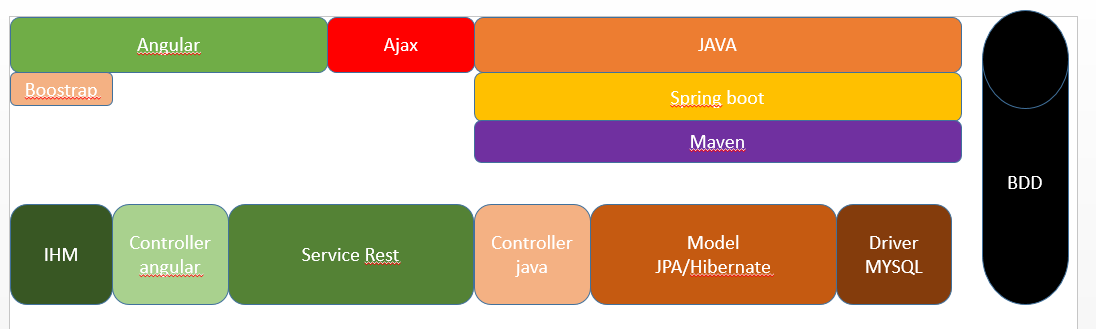 Angular
Ajax
JAVA
Boostrap
Spring boot
Maven
BDD
IHM
Controller
angular
Service Rest
Controller
java
Model
JPA/Hibernate
Driver
MYSQL